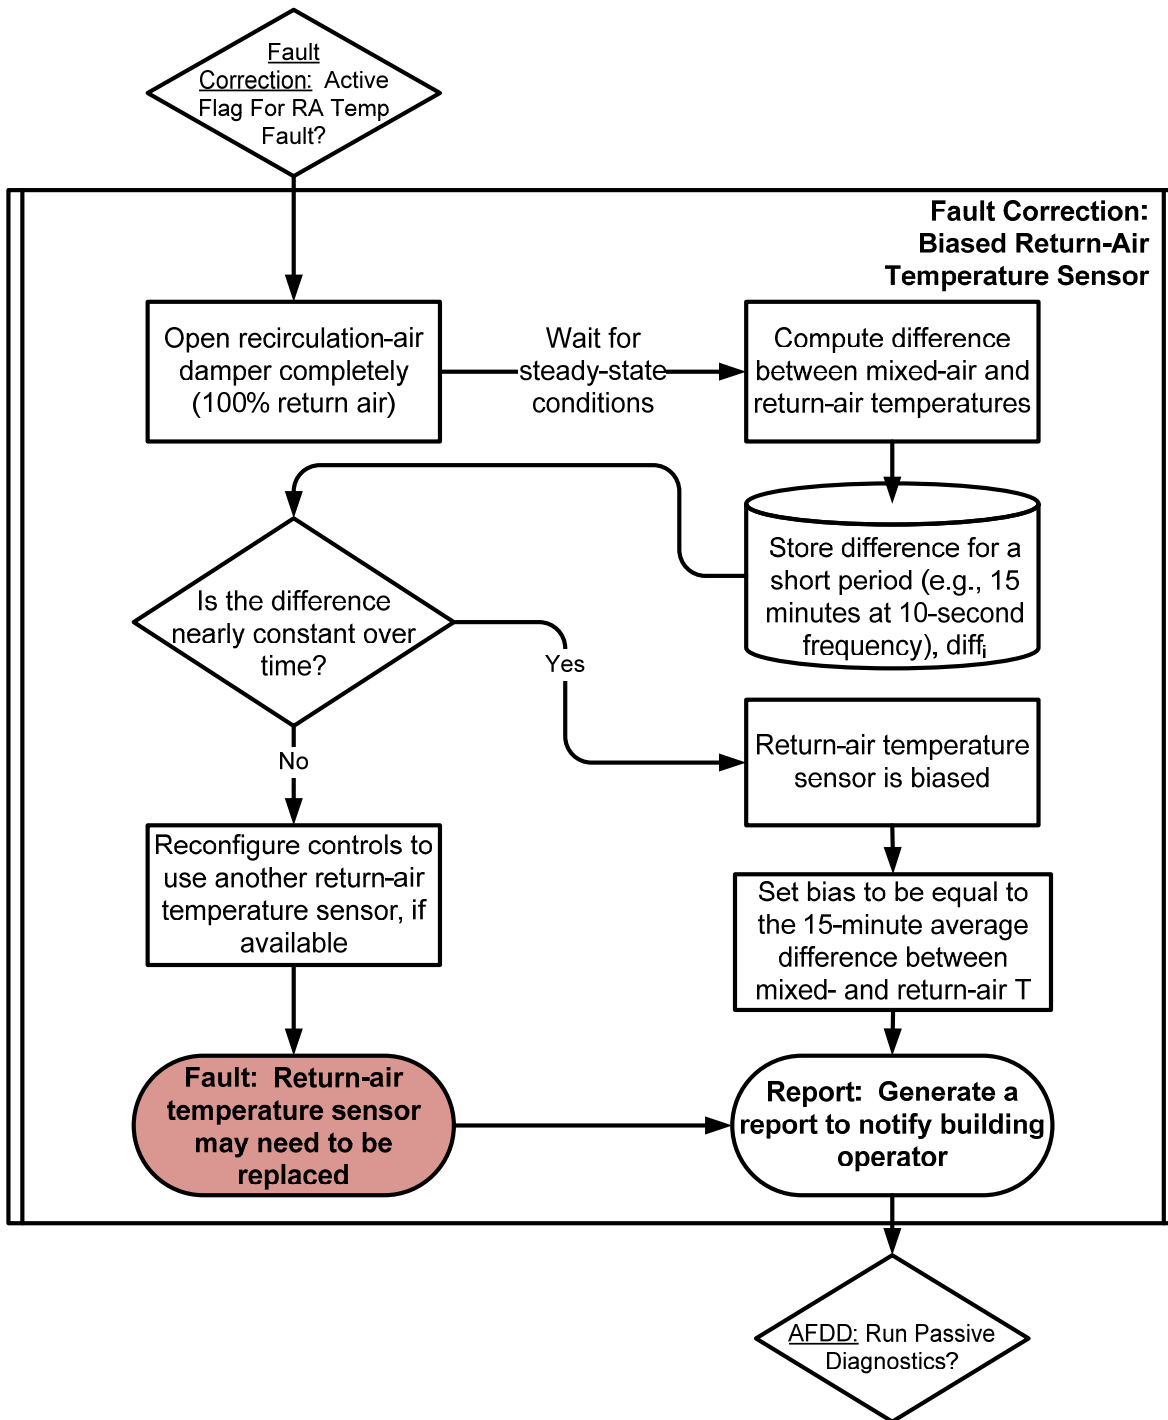 Fault
Correction: Active
Flag For RA Temp
Fault?
Fault Correction:
Biased Return-Air
Temperature Sensor
Open recirculation-air
damper completely
(100% return air)
Wait for
steady-state
conditions
Compute difference
between mixed-air and
return-air temperatures
Store difference for a
short period (e.g., 15
minutes at 10-second
frequency), diffi
Is the difference
nearly constant over
time?
Yes
No
Return-air temperature
sensor is biased
Reconfigure controls to
use another return-air
temperature sensor, if
available
Set bias to be equal to
the 15-minute average
difference between
mixed- and return-air T
Fault: Return-air
temperature sensor
may need to be
replaced
Report: Generate a
report to notify building
operator
AFDD: Run Passive
Diagnostics?